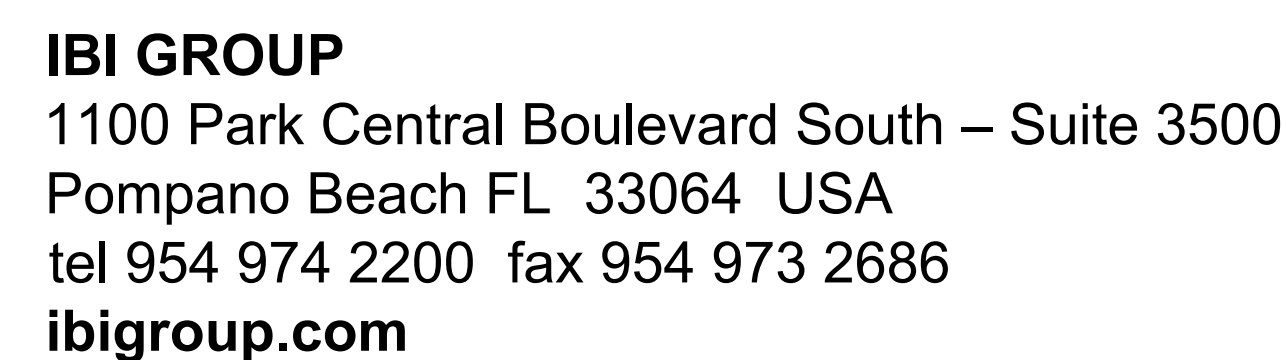 IBI GROUP
1100 Park Central Boulevard South – Suite 3500
Pompano Beach FL  33064  USA
tel 954 974 2200  fax 954 973 2686
ibigroup.com